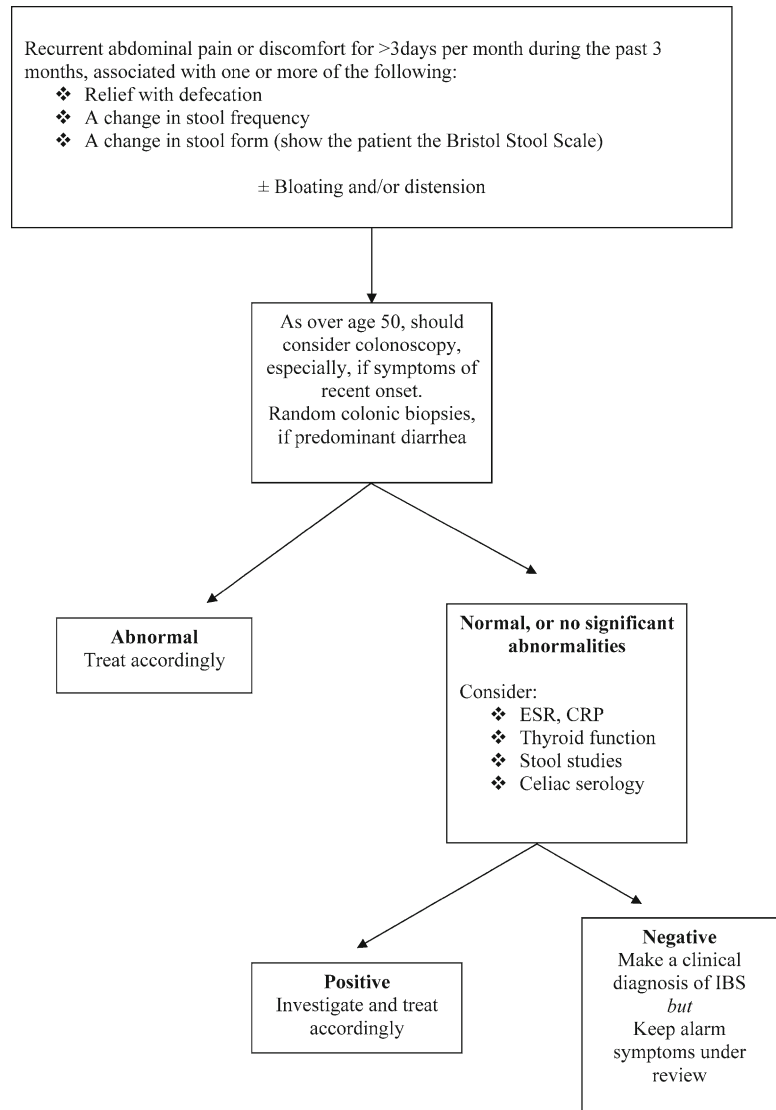 Recurrent abdominal pain or discomfort for >3days per month during the past 3
months, associated with one or more of the following:
❖ Relief with defecation
❖ A change in stool frequency
❖ A change in stool form (show the patient the Bristol Stool Scale)
± Bloating and/or distension
As over age 50, should
consider colonoscopy,
especially, if symptoms of
recent onset.
Random colonic biopsies,
if predominant diarrhea
Abnormal
Treat accordingly
Normal, or no significant
abnormalities
Consider:
❖ ESR, CRP
❖ Thyroid function
❖ Stool studies
❖ Celiac serology
Positive
Investigate and treat
accordingly
Negative
Make a clinical
diagnosis of IBS
but
Keep alarm
symptoms under
review